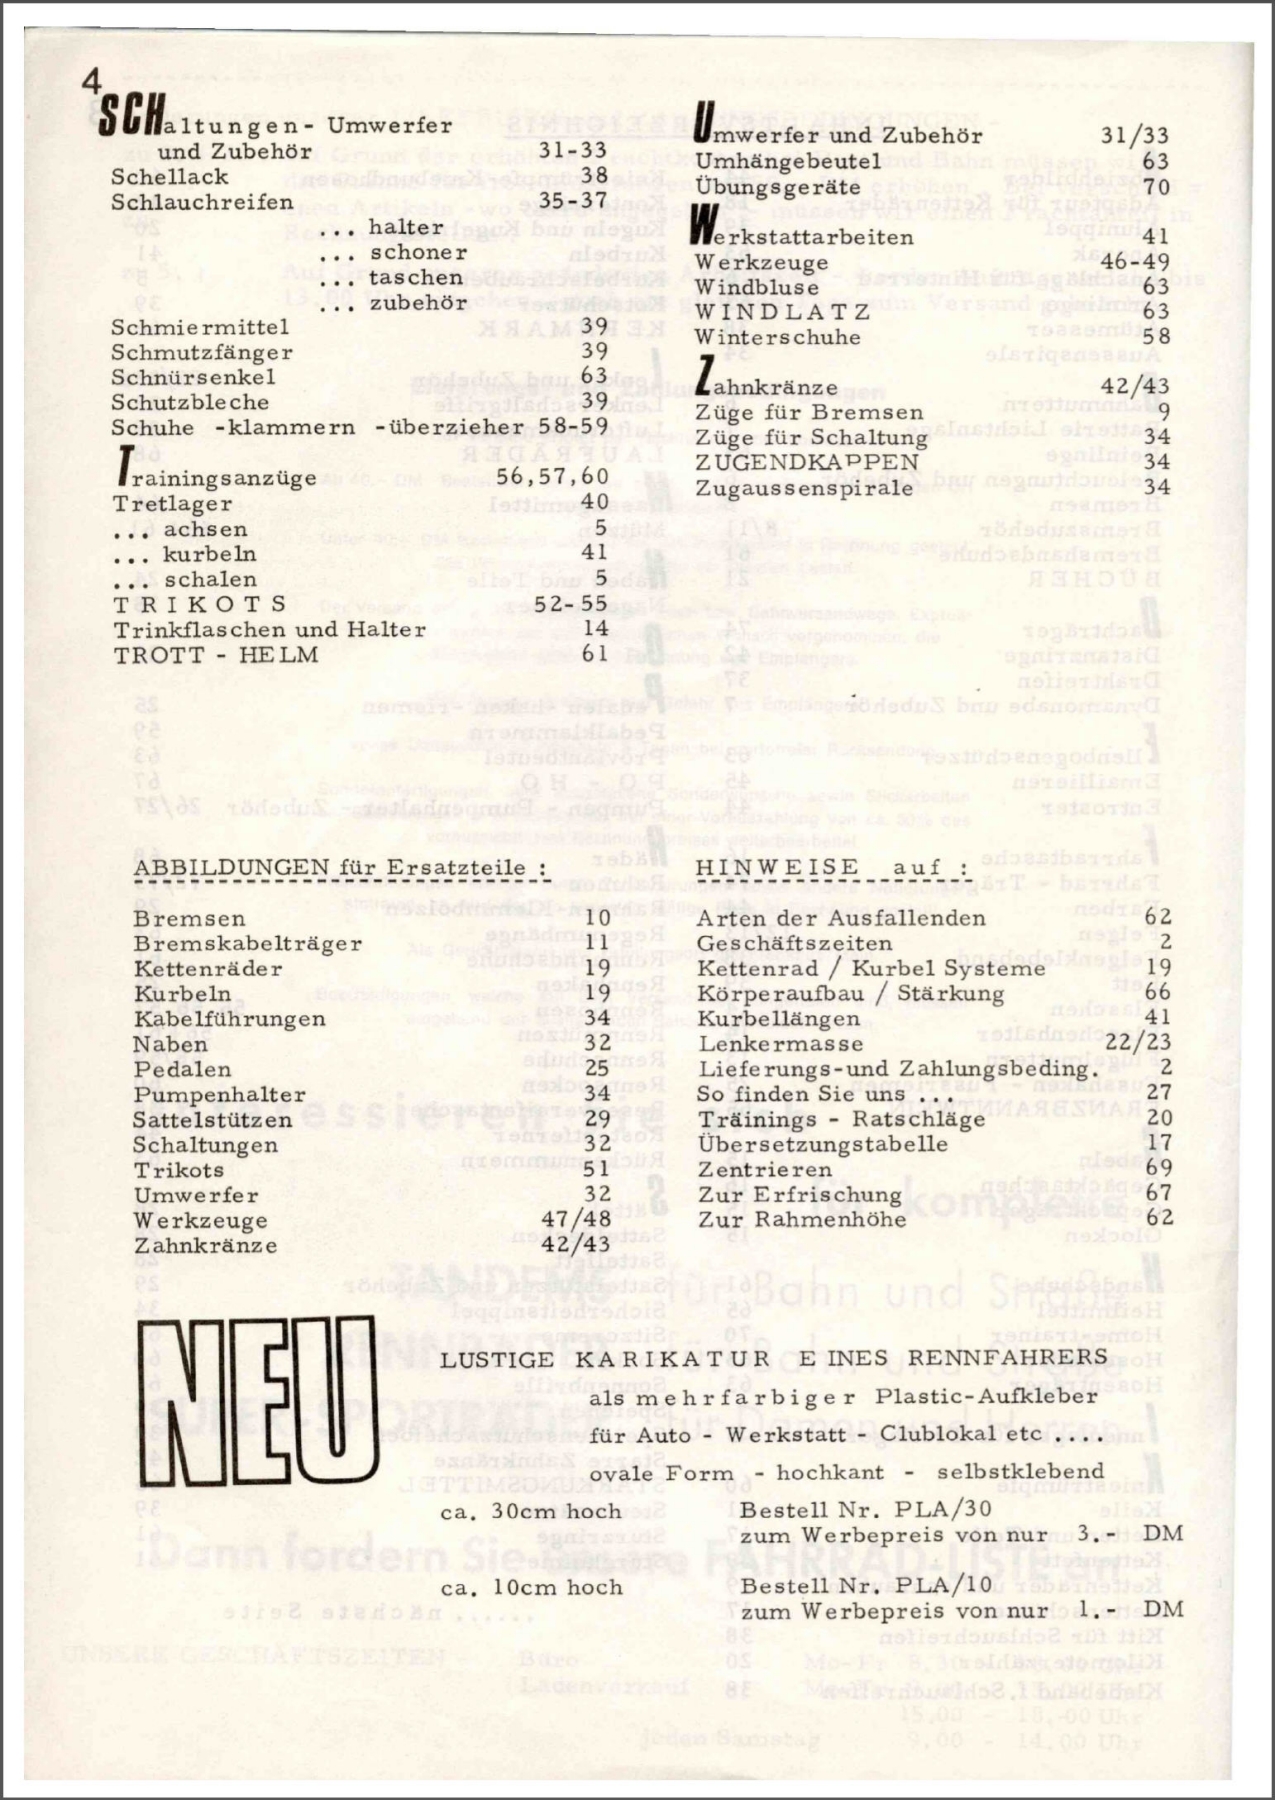 4
SCHaltungen- Umwerfer
und Zubehör 31-33
Schellack 38
Schlauchreifen 35-37
... halter
... schoner
... taschen
... zubehör
Schmiermittel 39
Schmutzfänger 39
Schnürsenkel 63
Schutzbleche 39
Schuhe -klammern -überzieher 58-59
Trainingsanzüge 56,57,60
Tretlager 40
... achsen 5
... kurbeln 41
... schalen 5
TRIKOTS 52-55
Trinkflaschen und Halter 14
TROTT - HELM 61
Umwerfer und Zubehör 31/33
Umhängebeutel 63
Übungsgeräte 70
Werkstattarbeiten 41
Werkzeuge 46-49
Windbluse 63
WINDLATZ 63
Winterschuhe 58
Zahnkränze 42/43
Züge für Bremsen 9
Züge für Schaltung 34
ZUGENDKAPPEN 34
Zugaussenspirale 34
ABBILDUNGEN für Ersatzteile :
Bremsen 10
Bremskabelträger 11
Kettenräder 19
Kurbeln 19
Kabelführungen 34
Naben 32
Pedalen 25
Pumpenhalter 34
Sattelstützen 29
Schaltungen 32
Trikots 51
Umwerfer 32
Werkzeuge 47/48
Zahnkränze 42/43
HINWEISE auf :
Arten der Ausfallenden 62
Geschäftszeiten 2
Kettenrad / Kurbel Systeme 19
Körperaufbau / Stärkung 66
Kurbellängen 41
Lenkermasse 22/23
Lieferungs-und Zahlungsbeding. 2
So finden Sie uns ... 27
Trainings - Ratschläge 20
Übersetzungstabelle 17
Zentrieren 69
Zur Erfrischung 67
Zur Rahmenhöhe 62
NEU
LUSTIGE KARIKATUR EINES RENNFAHRERS
als mehrfarbiger Plastic-Aufkleber
für Auto - Werkstatt - Clublokal etc .....
ovale Form - hochkant - selbstklebend
ca. 30cm hoch Bestell Nr. PLA/30
zum Werbepreis von nur 3.- DM
ca. 10cm hoch Bestell Nr. PLA/10
zum Werbepreis von nur 1.- DM